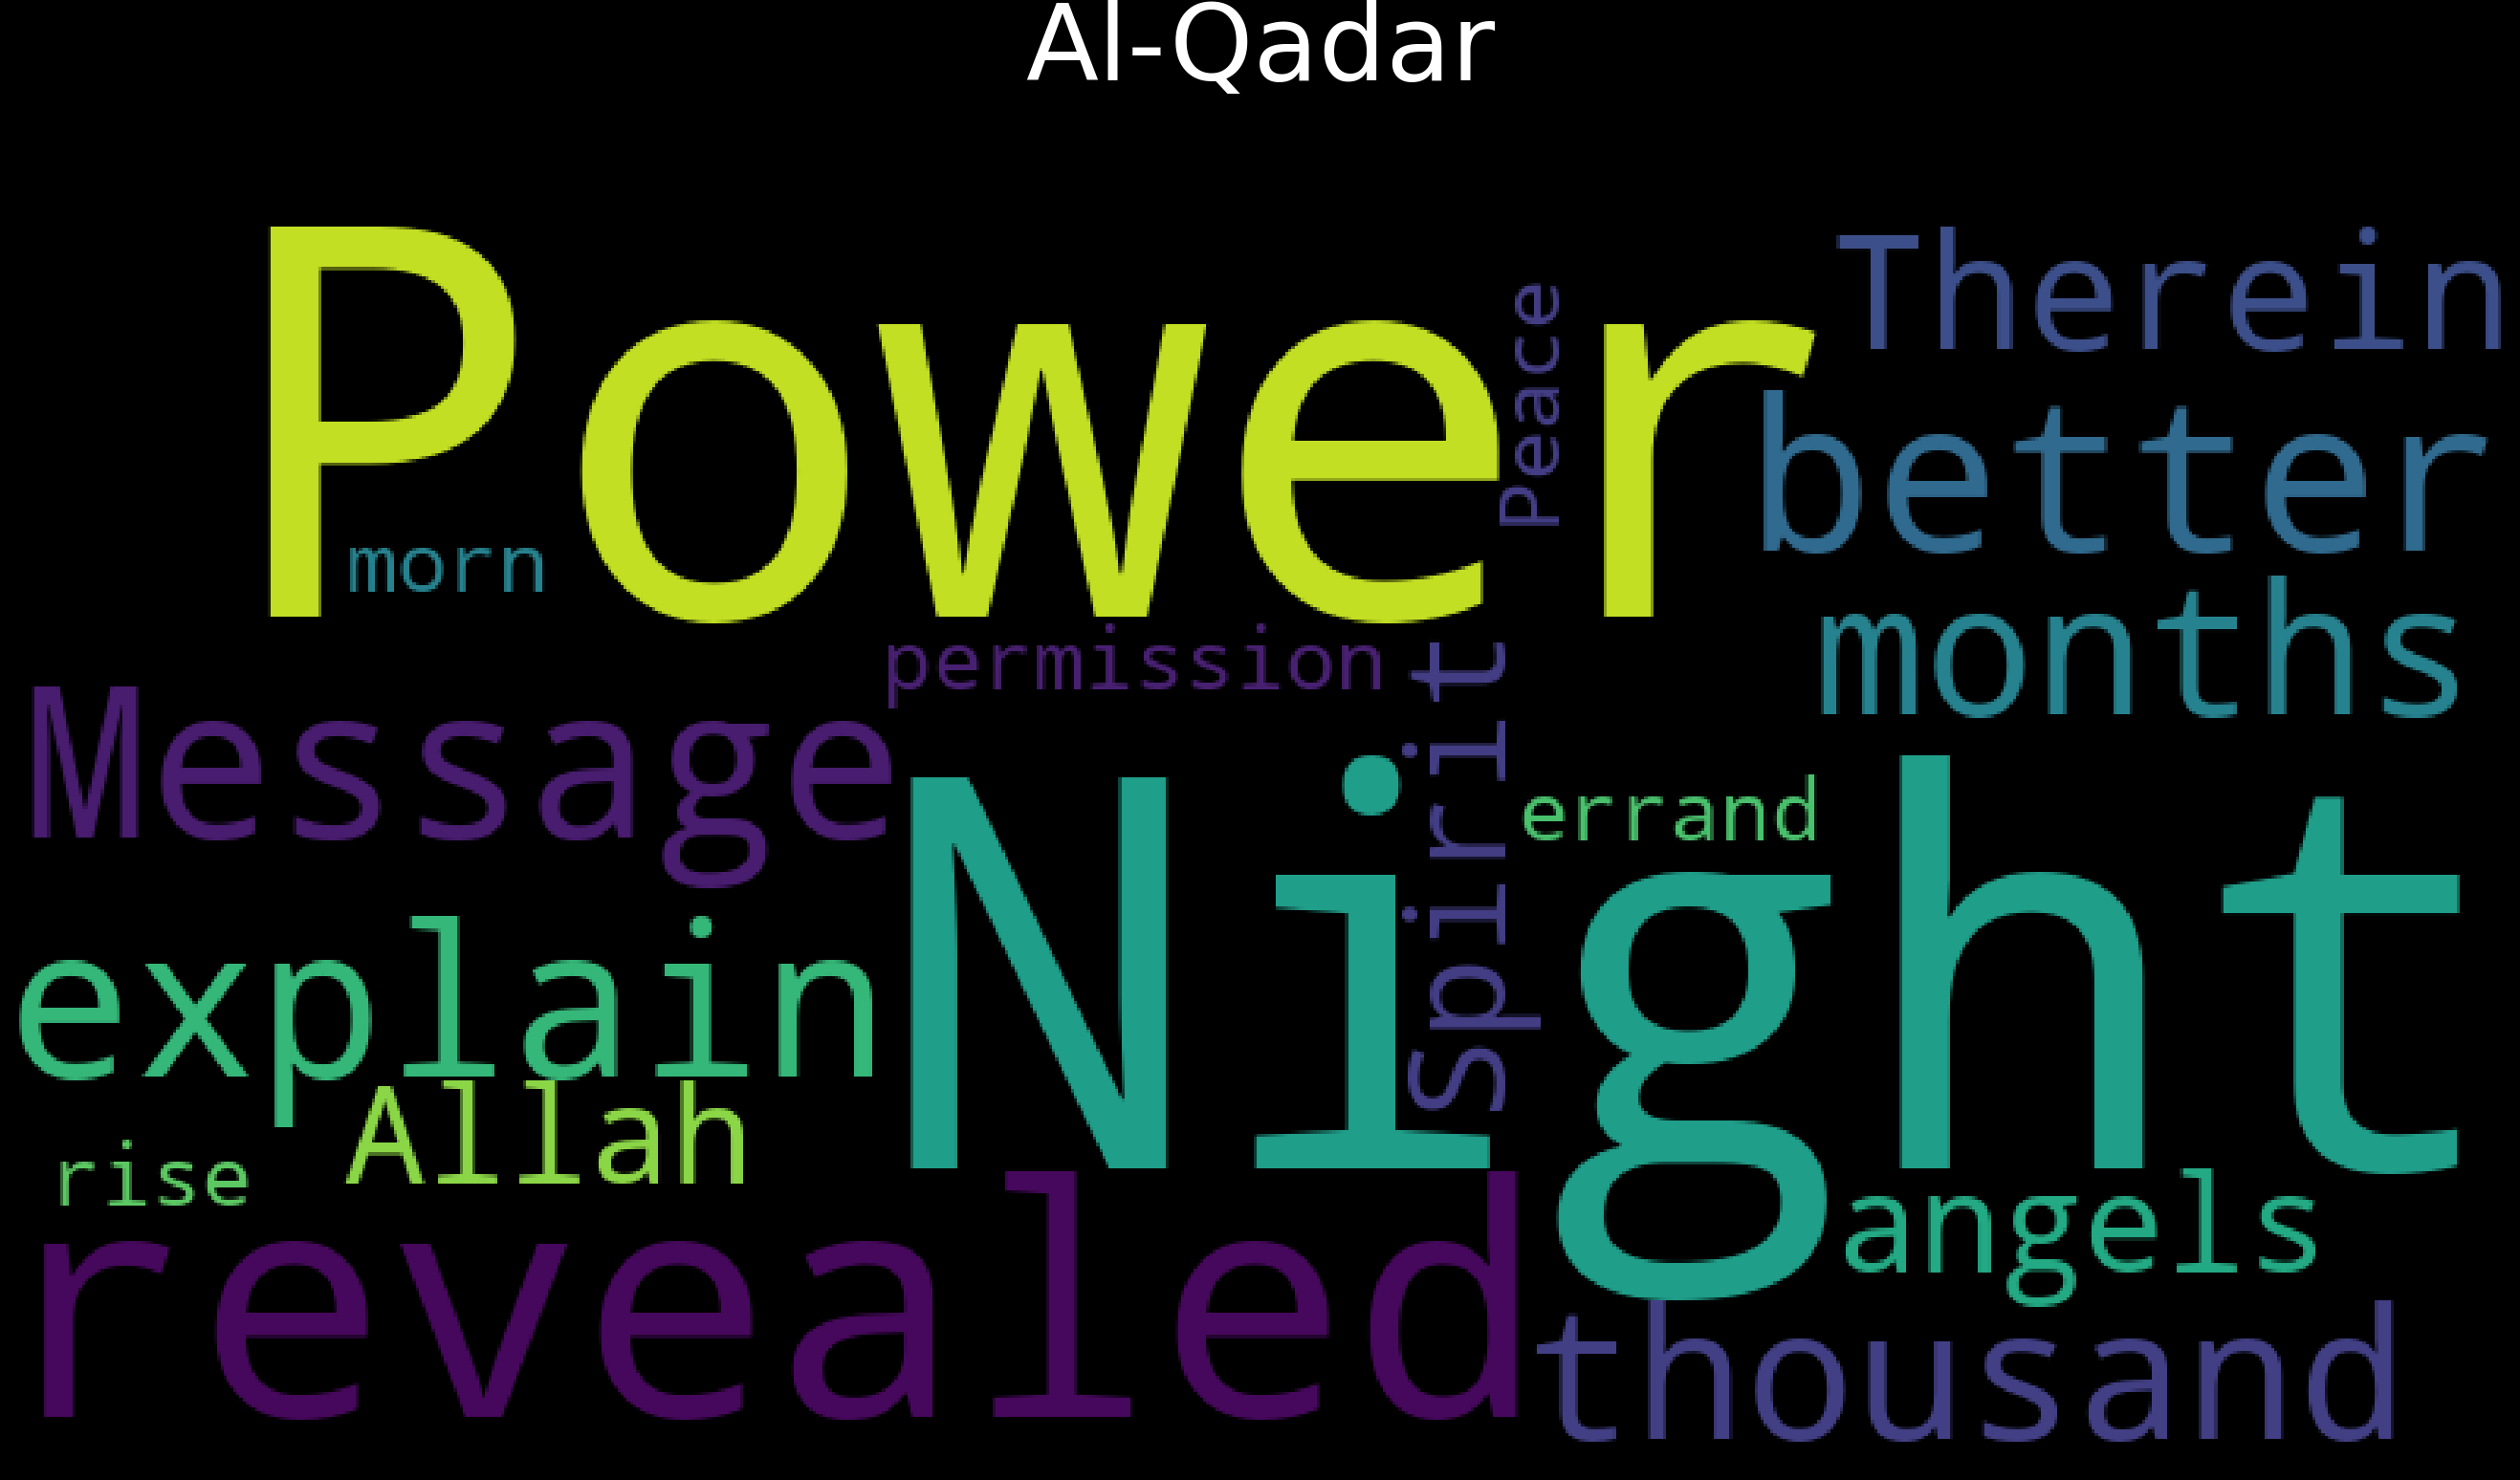 Al-Qadar
Power
Therein
Peace
better
morn
months
permission
Message
Spirit
Night
errand
explain
Allah
rise
revealed
angels
thousand